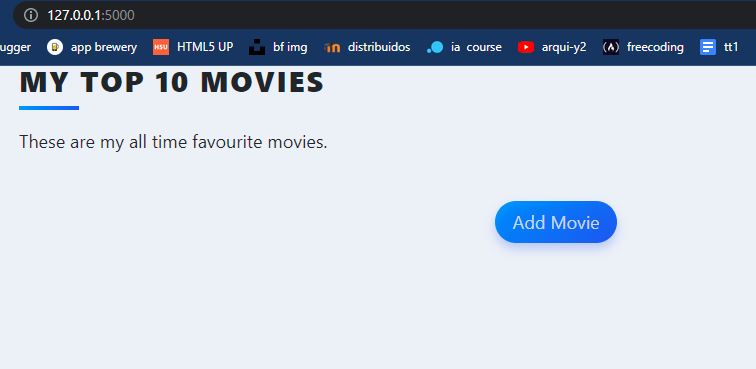 127.0.0.1:5000
ugger app brewery HSU HTML5 UP bf img distribuidos ia course arqui-y2 (A) freecoding tt1
MY TOP 10 MOVIES
These are my all time favourite movies.
Add Movie